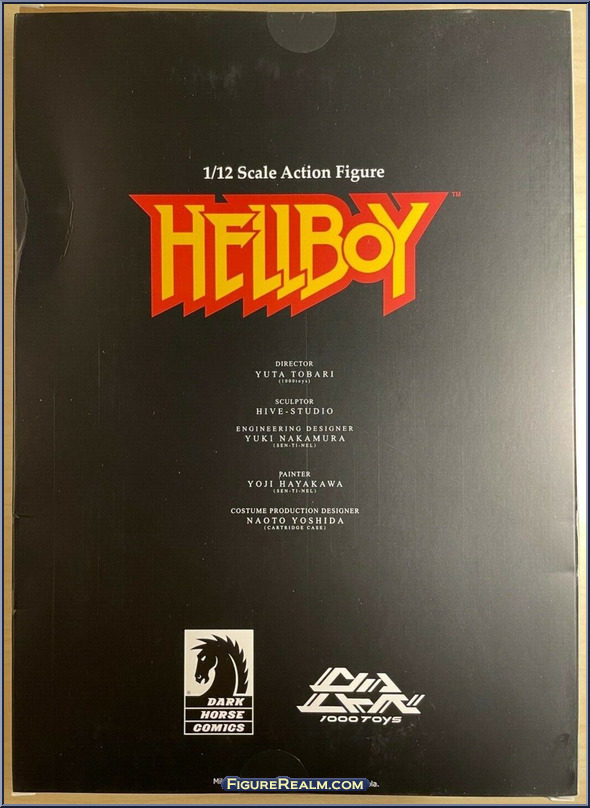 1/12 Scale Action Figure
HELLBOY™
DIRECTOR
YUTA TOBARI
(1000toys)
SCULPTOR
HIVE-STUDIO
ENGINEERING DESIGNER
YUKI NAKAMURA
(SEN-TI-NEL)
PAINTER
YOJI HAYAKAWA
(SEN-TI-NEL)
COSTUME PRODUCTION DESIGNER
NAOTO YOSHIDA
(CARTRIDGE CASE)
DARK
HORSE
COMICS
1000TOYS
FIGUREREALM.COM